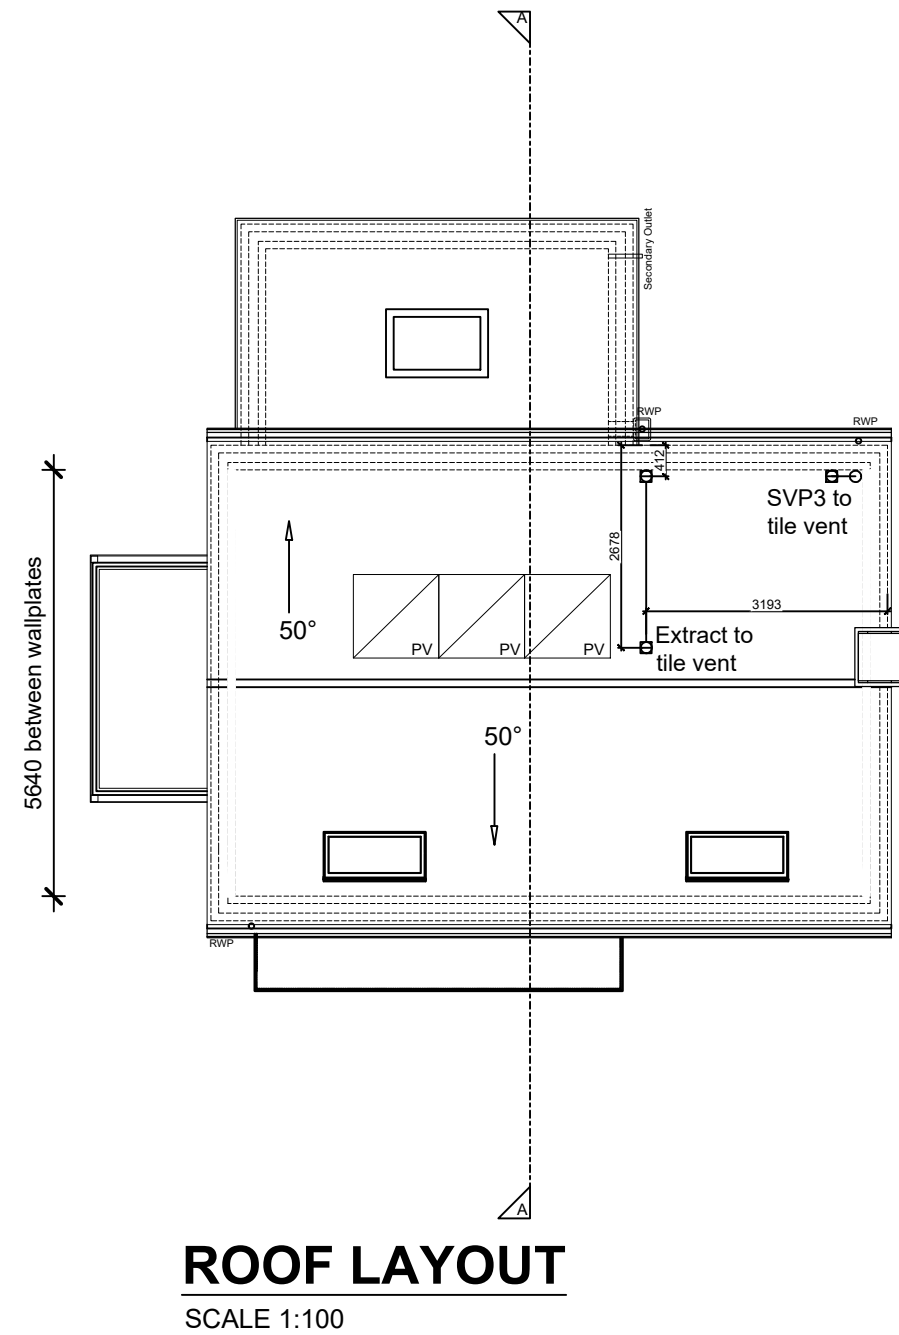 A
Secondary Outlet
RWP
RWP
412
SVP3 to
tile vent
2678
5640 between wallplates
50°
3193
Extract to
tile vent
PV
PV
PV
50°
RWP
A
ROOF LAYOUT
SCALE 1:100